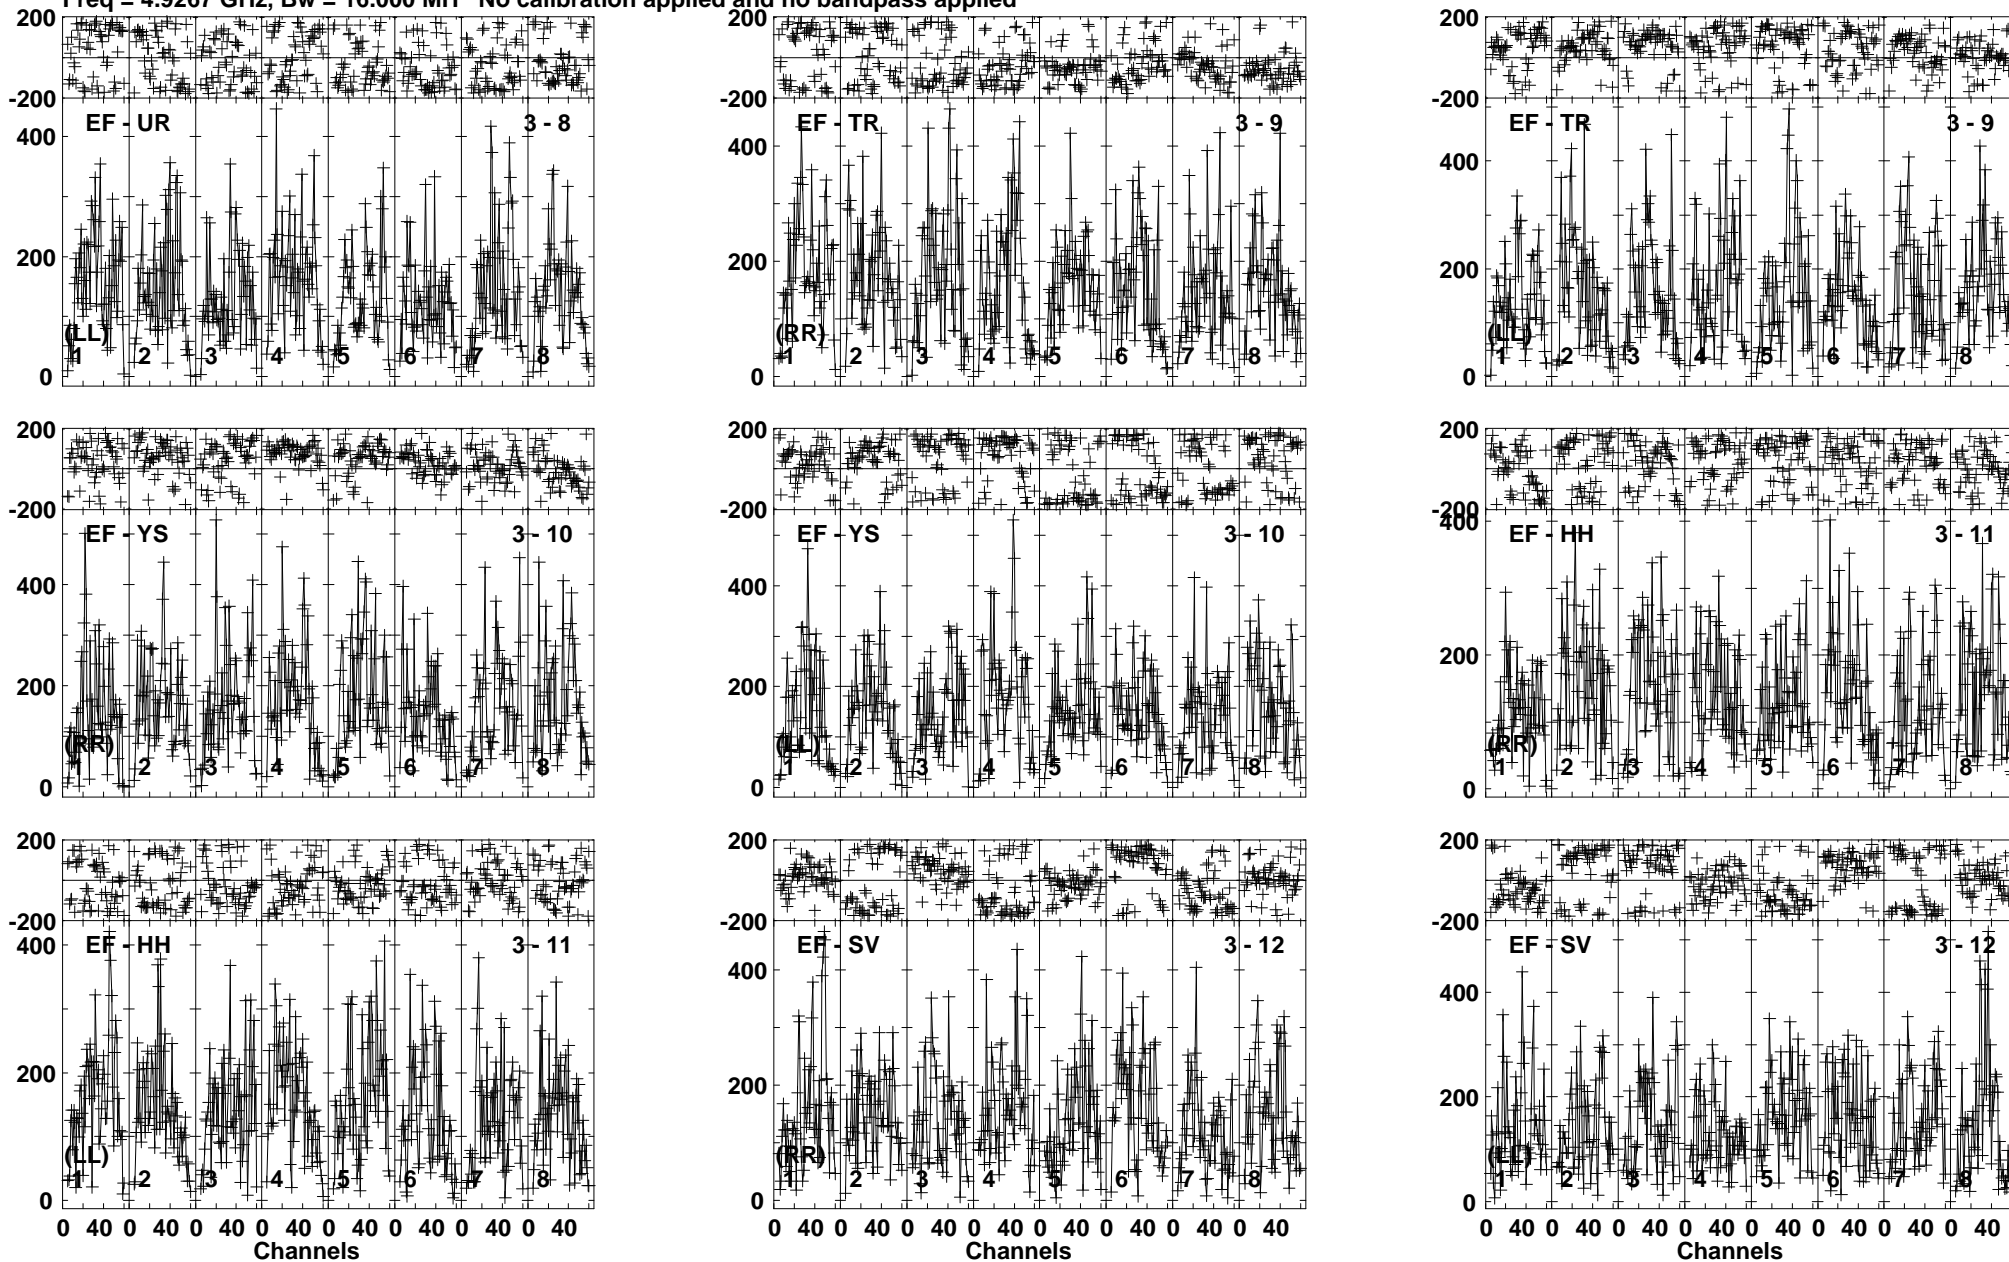 Freq = 4.9267 GHz, Bw = 16.000 MH No calibration applied and no bandpass applied
200 200 200
-200 -200 -200
EF - UR 3 - 8 EF - TR 3 - 9 EF - TR 3 - 9
400 400 400
200 200 200
(LL) (RR) (LL)
1 2 3 4 5 6 7 8 1 2 3 4 5 6 7 8 1 2 3 4 5 6 7 8
0 0 0
200 200 200
-200 -200 -200
EF - YS 3 - 10 EF - YS 3 - 10 EF - HH 3 - 11
400 400 400
200 200 200
(RR) (LL) (RR)
1 2 3 4 5 6 7 8 1 2 3 4 5 6 7 8 1 2 3 4 5 6 7 8
0 0 0
200 200 200
-200 -200 -200
EF - HH 3 - 11 EF - SV 3 - 12 EF - SV 3 - 12
400 400 400
200 200 200
(LL) (RR) (LL)
1 2 3 4 5 6 7 8 1 2 3 4 5 6 7 8 1 2 3 4 5 6 7 8
0 0 0
0 40 0 40 0 40 0 40 0 40 0 40 0 40 0 40 0 40 0 40 0 40 0 40 0 40 0 40 0 40 0 40 0 40 0 40 0 40 0 40 0 40 0 40 0 40 0 40
Channels Channels Channels